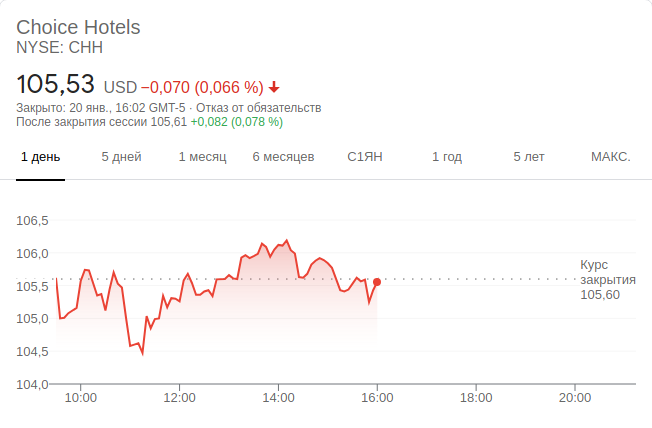 Choice Hotels
NYSE: CHH
105,53 USD −0,070 (0,066 %)
Закрыто: 20 янв., 16:02 GMT-5 · Отказ от обязательств
После закрытия сессии 105,61 +0,082 (0,078 %)
1 день 5 дней 1 месяц 6 месяцев С1ЯН 1 год 5 лет МАКС.
106,5
106,0
Курс
закрытия
105,60
105,5
105,0
104,5
104,0
10:00 12:00 14:00 16:00 18:00 20:00